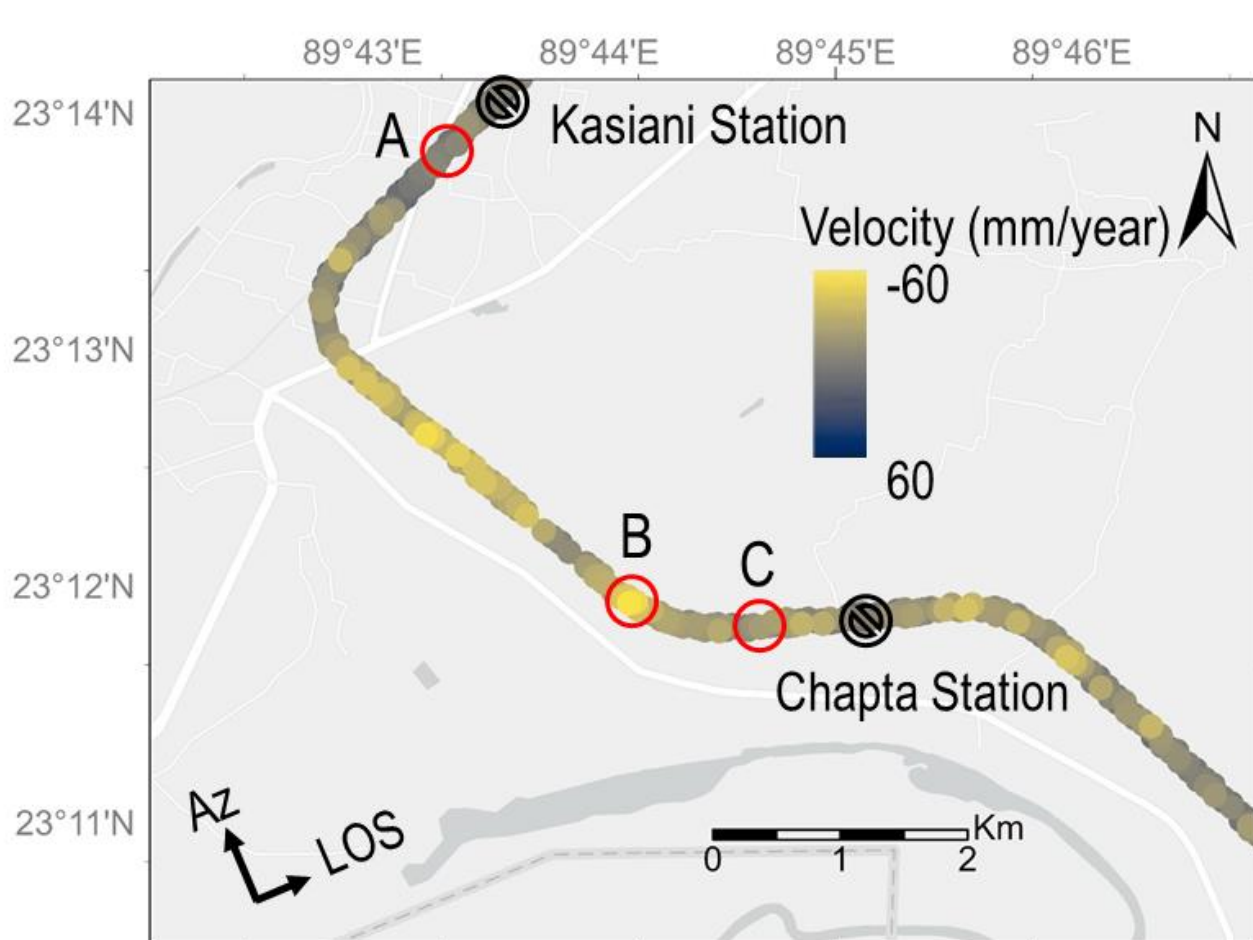 89°43'E 89°44'E 89°45'E 89°46'E
23°14'N
Kasiani Station
A
N
Velocity (mm/year)
-60
60
23°13'N
B
C
23°12'N
Chapta Station
Az
LOS
23°11'N
Km
0 1 2